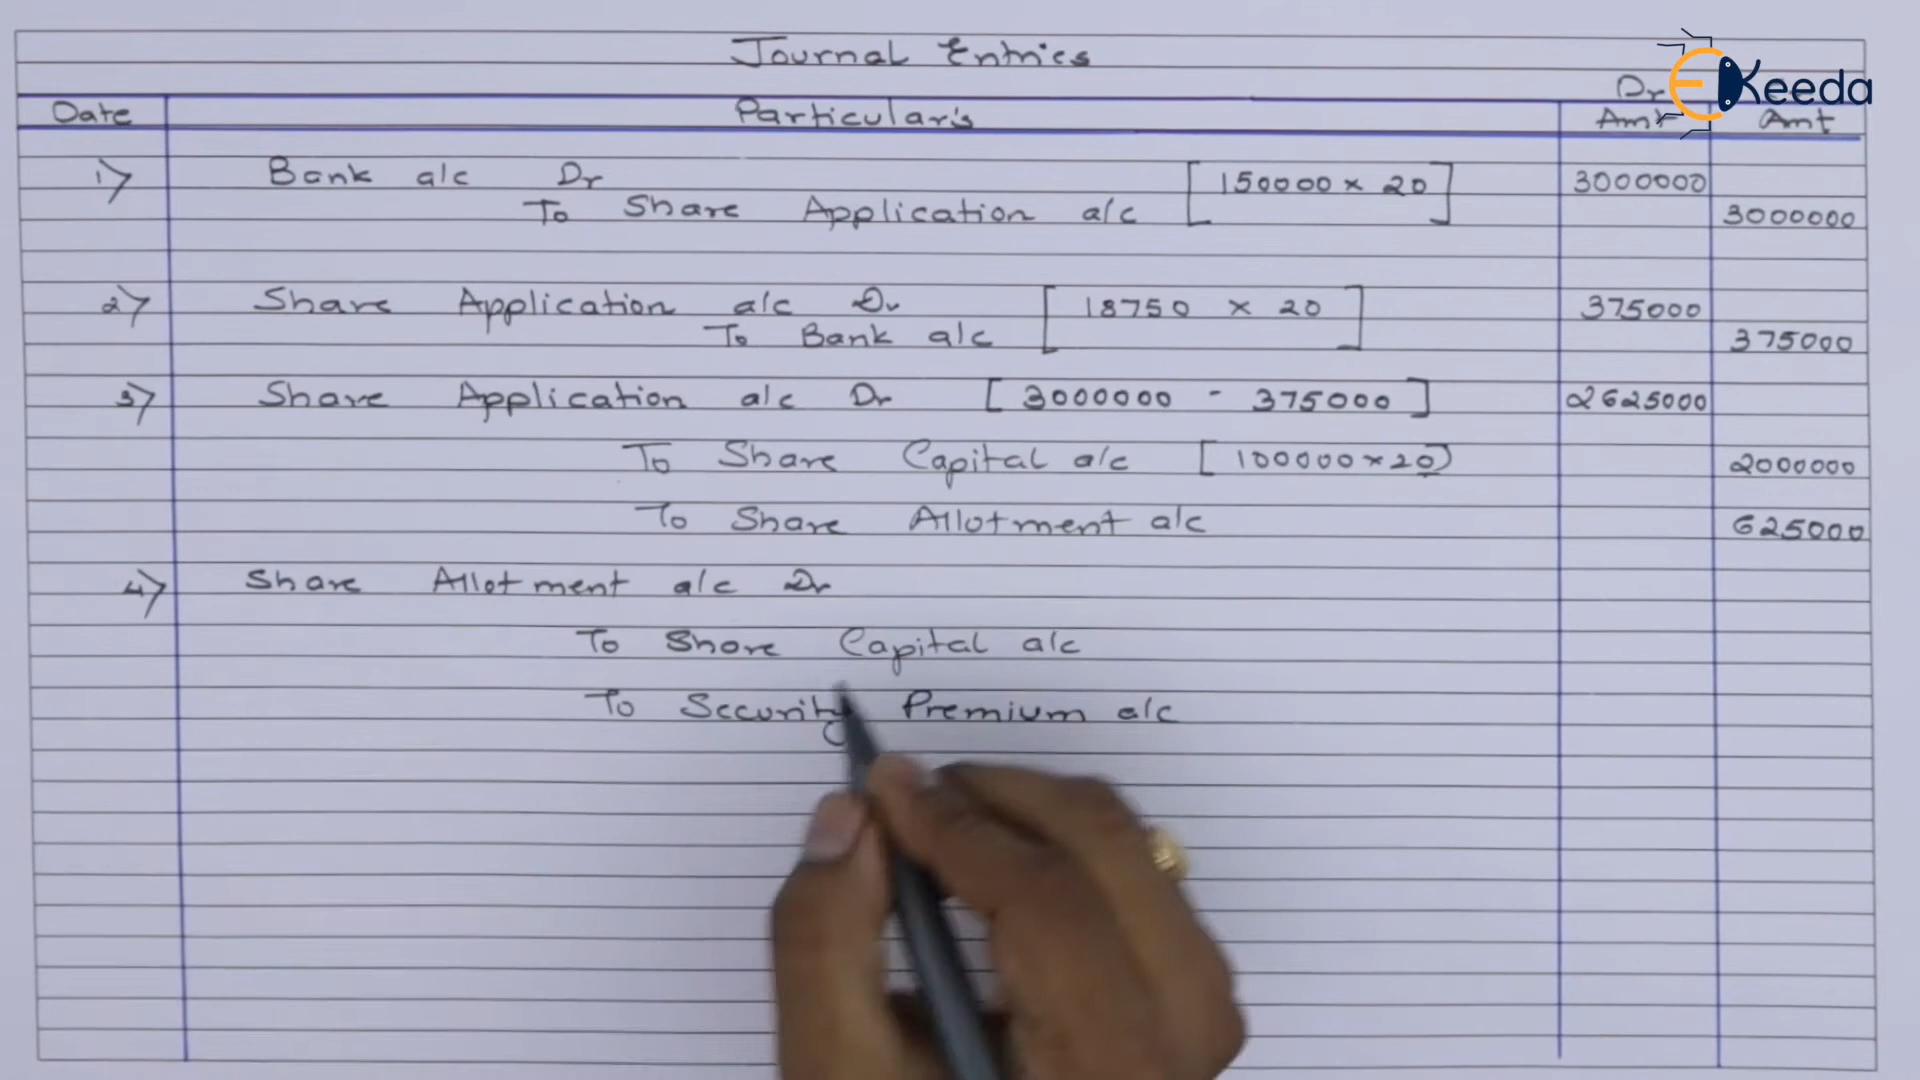 Journal Entries
Dr
EKeeda
Date Particular's Amt Amt
1) Bank a/c Dr [150000 x 20] 3000000
To Share Application a/c 3000000
2) Share Application a/c Dr [18750 x 20] 375000
To Bank a/c 375000
3) Share Application a/c Dr [3000000 - 375000] 2625000
To Share Capital a/c [100000 x 20) 2000000
To Share Allotment a/c 625000
4) Share Allotment a/c Dr
To Share Capital a/c
To Security Premium a/c